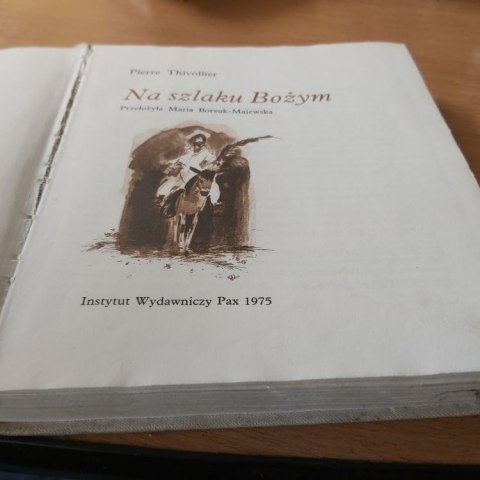 Pierre Thivollier
Na szlaku Bożym
Przełożyła Maria Borsuk-Majewska
Instytut Wydawniczy Pax 1975